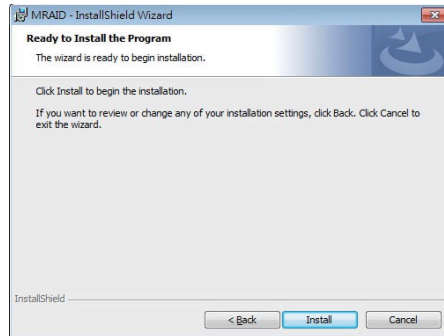 MRAID - InstallShield Wizard
Ready to Install the Program
The wizard is ready to begin installation.
Click Install to begin the installation.
If you want to review or change any of your installation settings, click Back. Click Cancel to
exit the wizard.
InstallShield
< Back
Install
Cancel